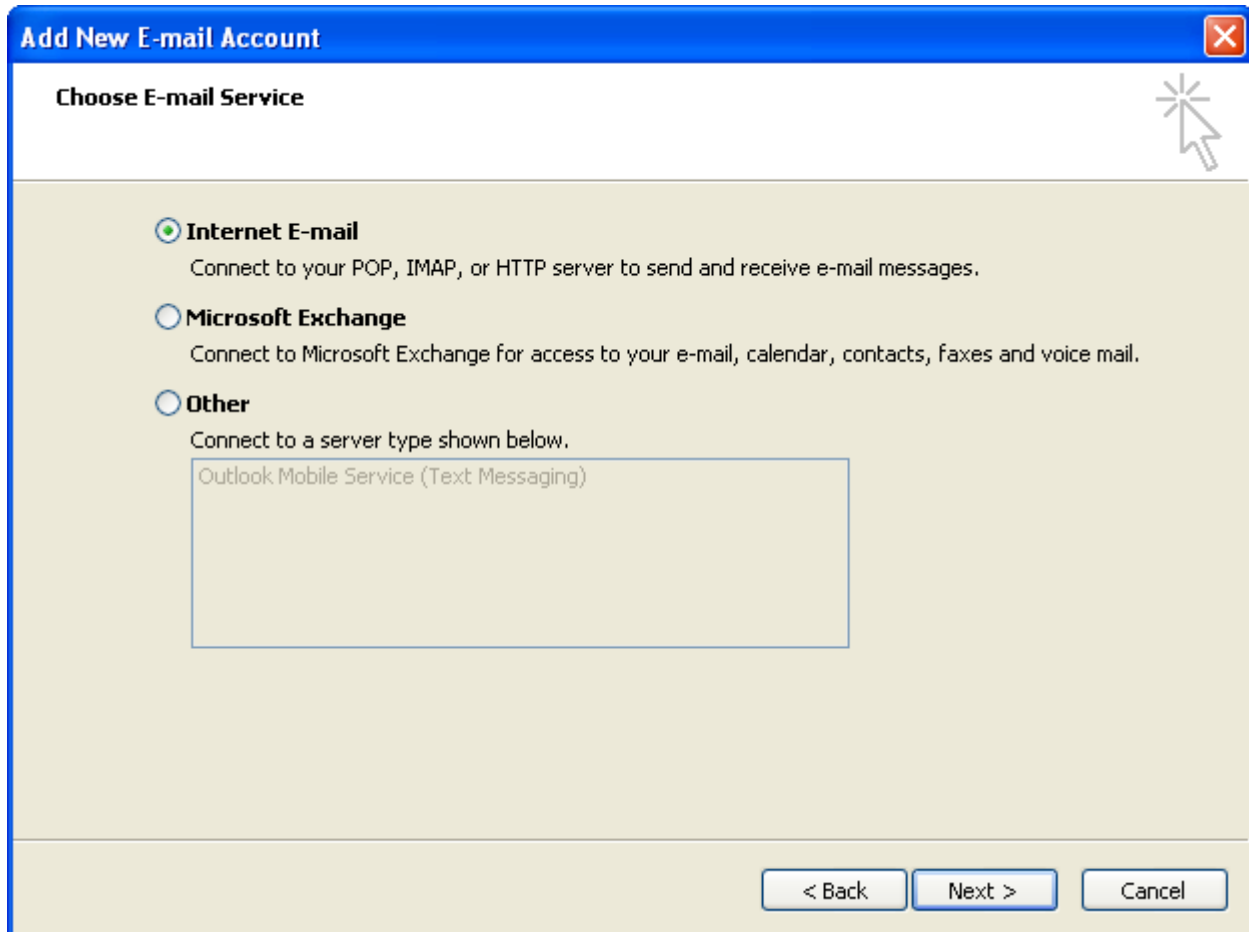 Add New E-mail Account
Choose E-mail Service
Internet E-mail
Connect to your POP, IMAP, or HTTP server to send and receive e-mail messages.
Microsoft Exchange
Connect to Microsoft Exchange for access to your e-mail, calendar, contacts, faxes and voice mail.
Other
Connect to a server type shown below.
Outlook Mobile Service (Text Messaging)
< Back
Next >
Cancel